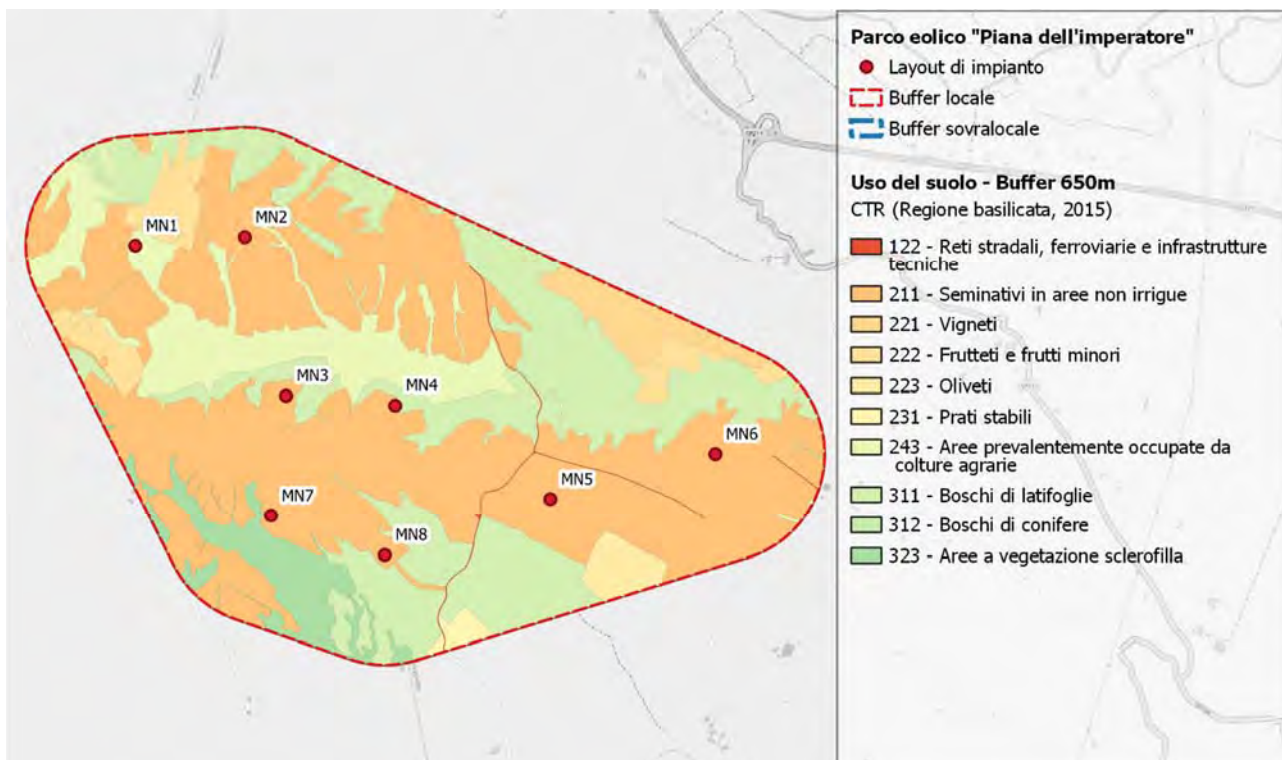 Parco eolico "Piana dell'imperatore"
Layout di impianto
Buffer locale
Buffer sovralocale
Uso del suolo - Buffer 650m
CTR (Regione basilicata, 2015)
122 - Reti stradali, ferroviarie e infrastrutture
tecniche
211 - Seminativi in aree non irrigue
221 - Vigneti
222 - Frutteti e frutti minori
223 - Oliveti
231 - Prati stabili
243 - Aree prevalentemente occupate da
colture agrarie
311 - Boschi di latifoglie
312 - Boschi di conifere
323 - Aree a vegetazione sclerofilla
MN1
MN2
MN3
MN4
MN5
MN6
MN7
MN8